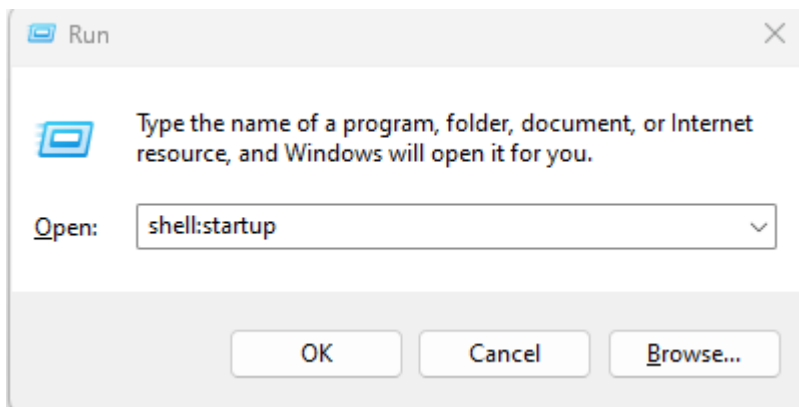 Run
Type the name of a program, folder, document, or Internet
resource, and Windows will open it for you.
Open: shell:startup
OK Cancel Browse...